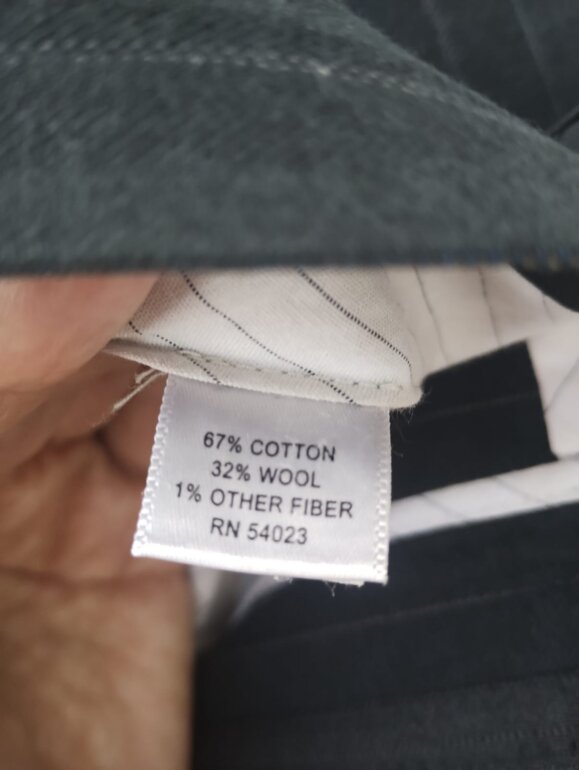 67% COTTON
32% WOOL
1% OTHER FIBER
RN 54023